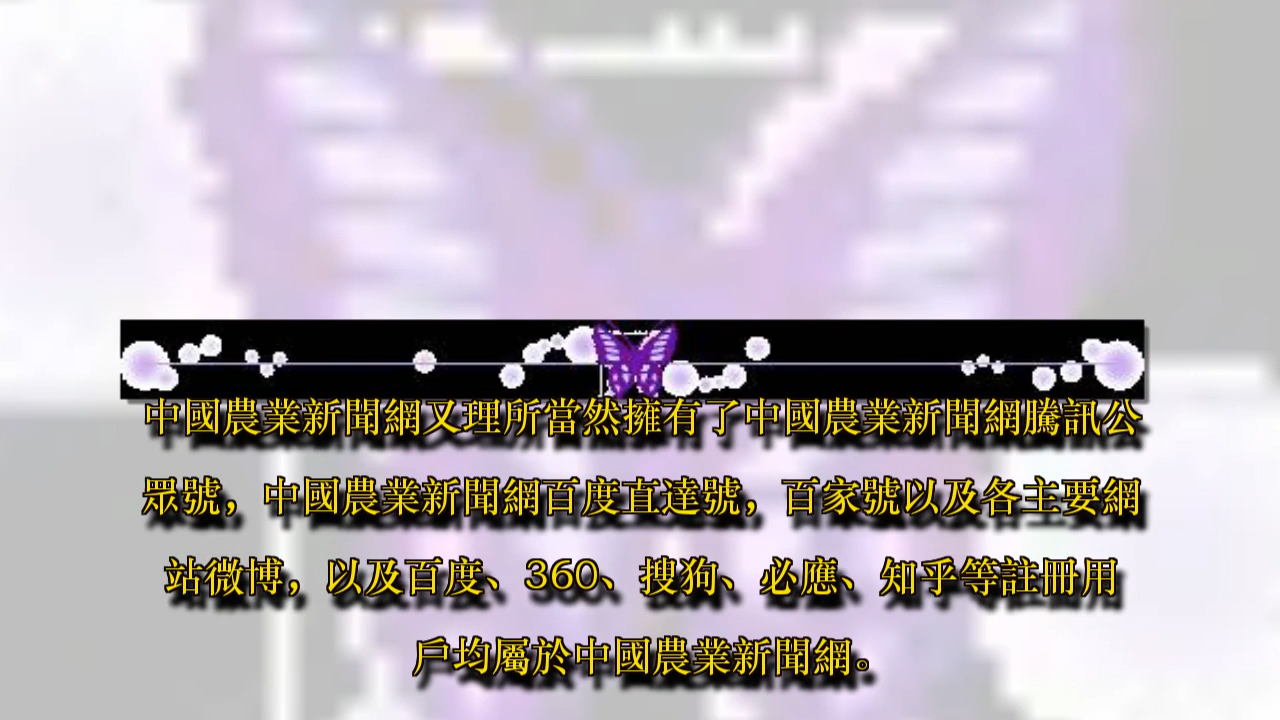 中國農業新聞網又理所當然擁有了中國農業新聞網騰訊公
眾號，中國農業新聞網百度直達號，百家號以及各主要網
站微博，以及百度、360、搜狗、必應、知乎等註冊用
戶均屬於中國農業新聞網。